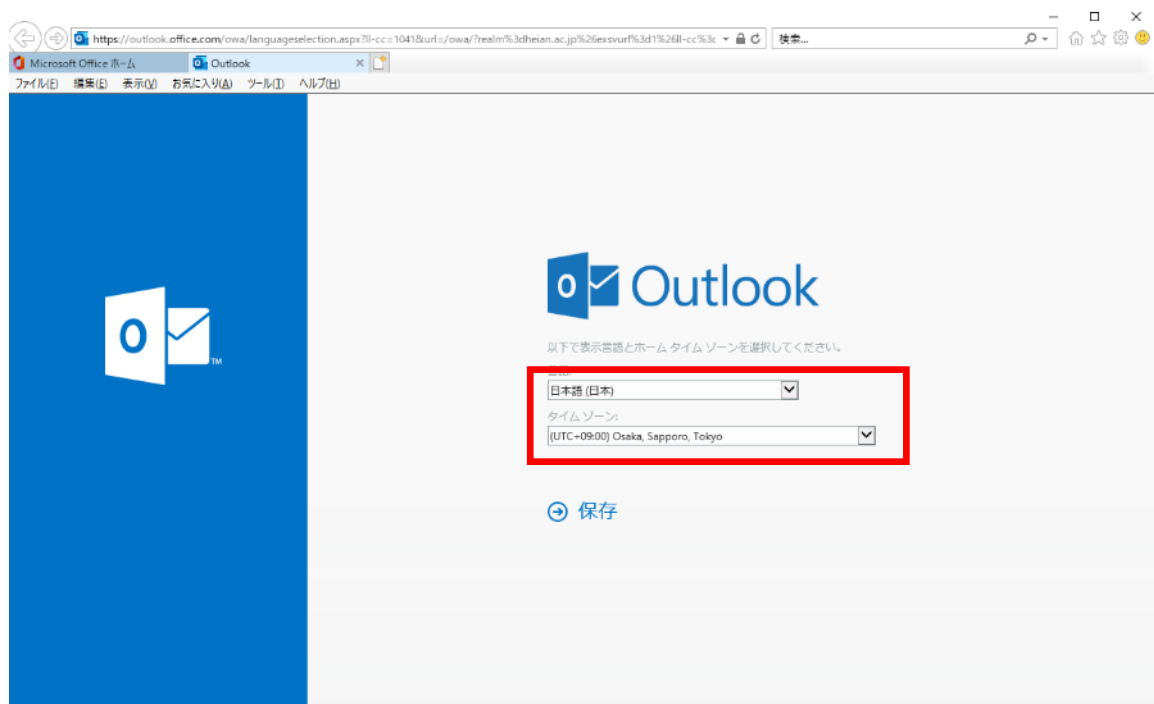 https://outlook.office.com/owa/languageselection.aspx?ll-cc=1041&url=/owa/?realm%3dheian.ac.jp%26exsvurl%3d1%26ll-cc%3c
検索...
Microsoft Office ホーム
Outlook
ファイル(F) 編集(E) 表示(V) お気に入り(A) ツール(T) ヘルプ(H)
Outlook
TM
以下で表示言語とホーム タイム ゾーンを選択してください。
日本語 (日本)
タイム ゾーン:
(UTC+09:00) Osaka, Sapporo, Tokyo
保存